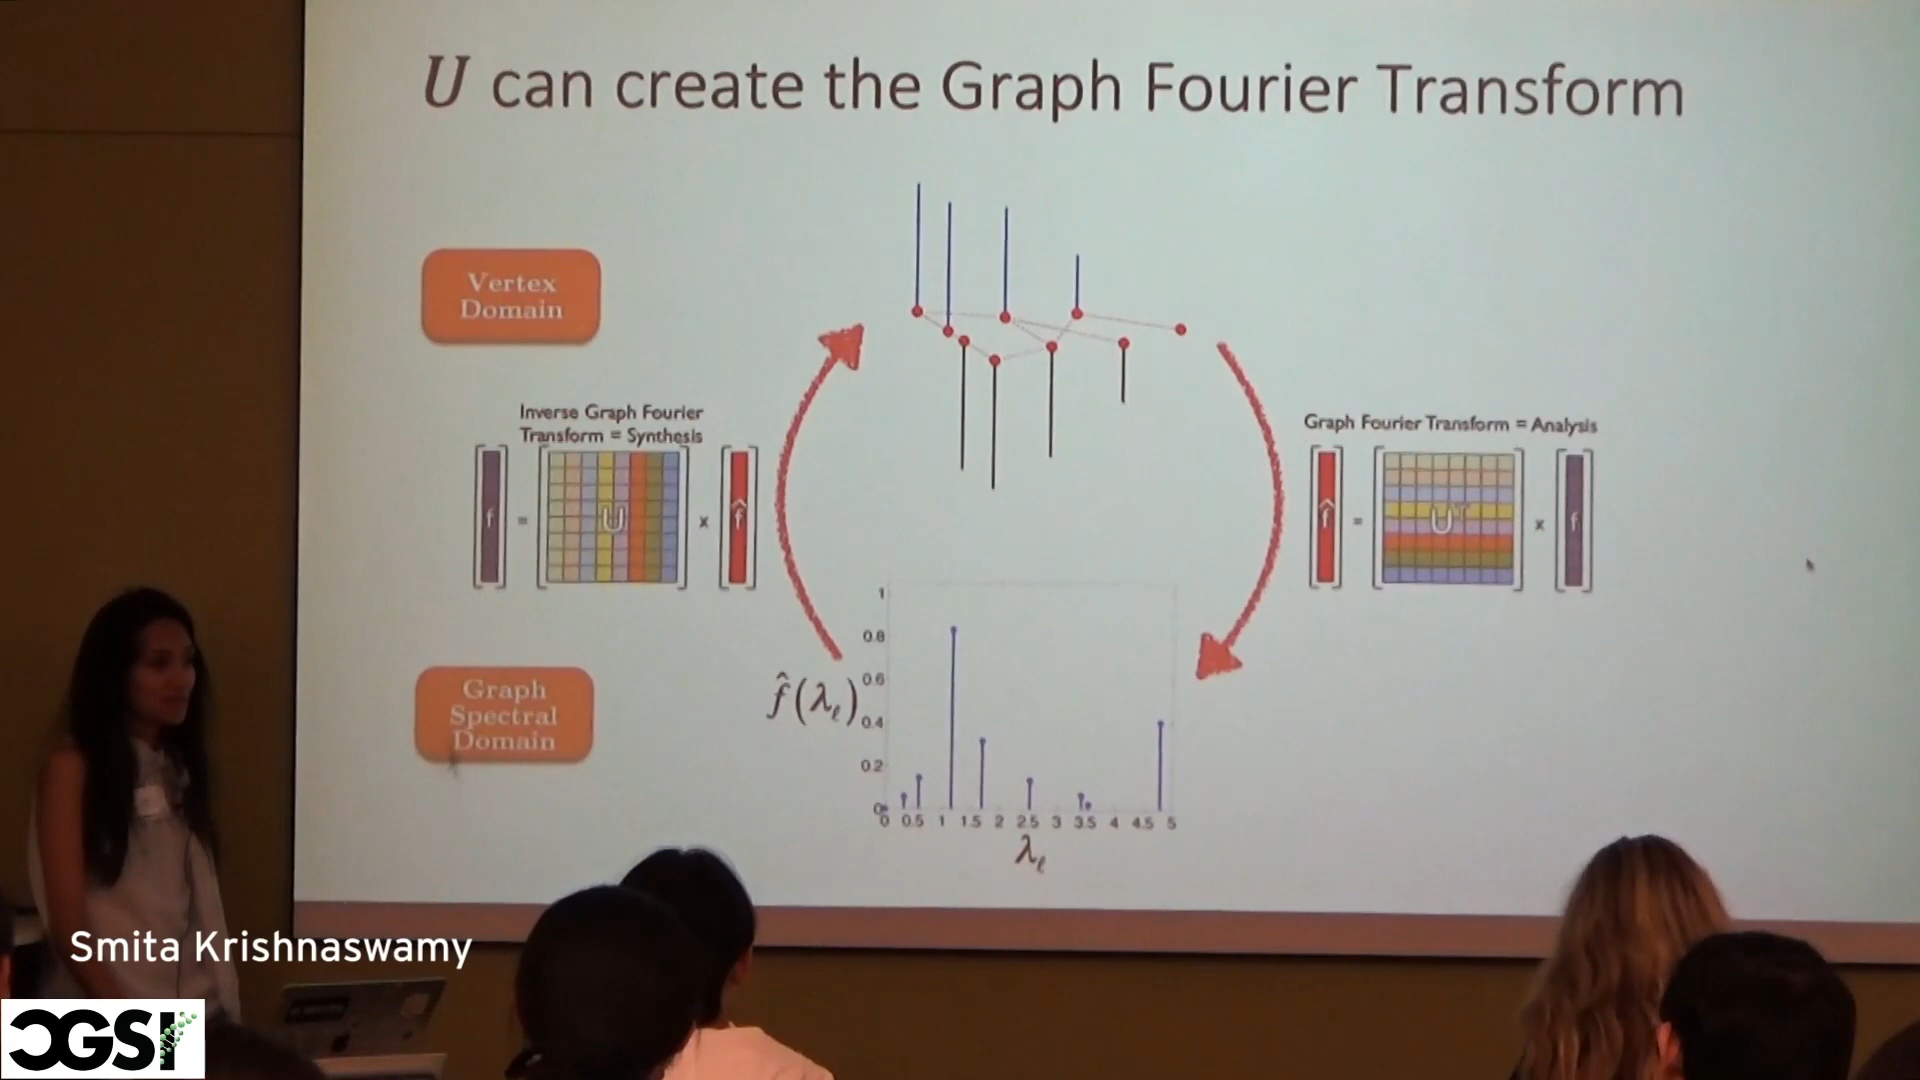 U can create the Graph Fourier Transform
Vertex
Domain
Inverse Graph Fourier
Transform = Synthesis
f = U x f̂
Graph Fourier Transform = Analysis
f̂ = Uᵀ x f
Graph
Spectral
Domain
f̂(λℓ)
1
0.8
0.6
0.4
0.2
0
0 0.5 1 1.5 2 2.5 3 3.5 4 4.5 5
λℓ
Smita Krishnaswamy
CGSI